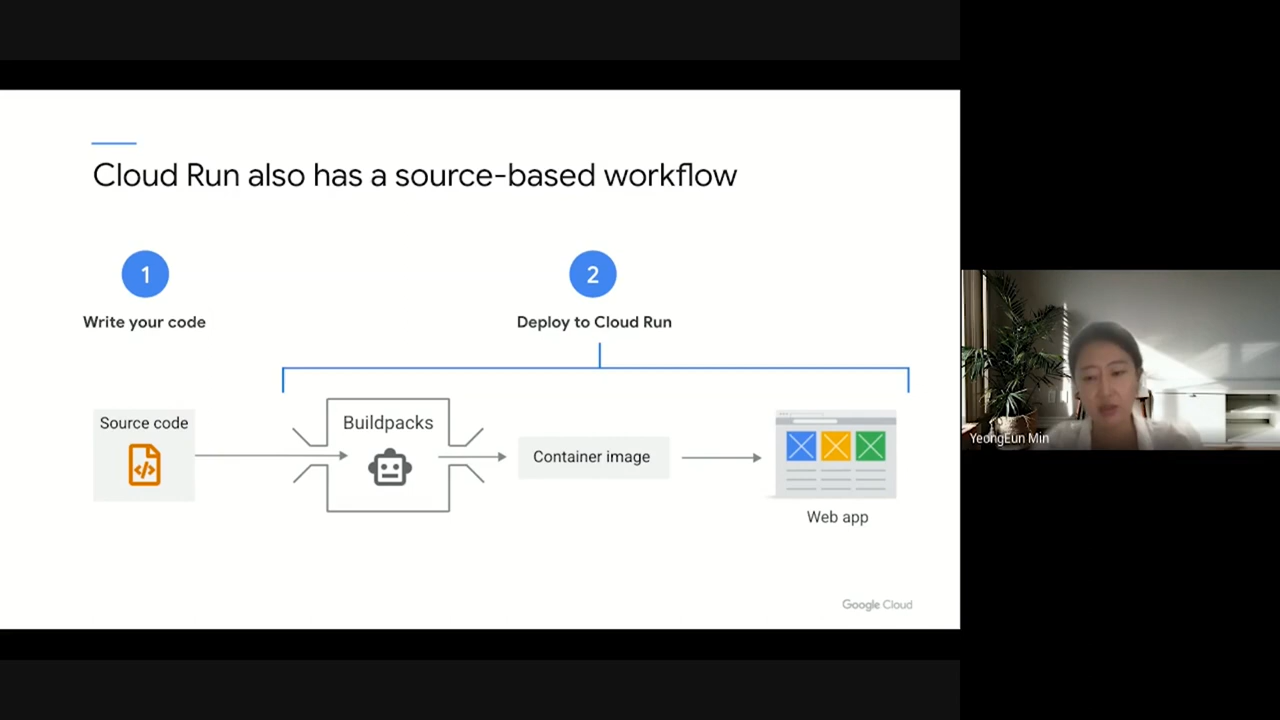 Cloud Run also has a source-based workflow
1
2
Write your code
Deploy to Cloud Run
Source code
Buildpacks
Container image
Web app
YeongEun Min
Google Cloud